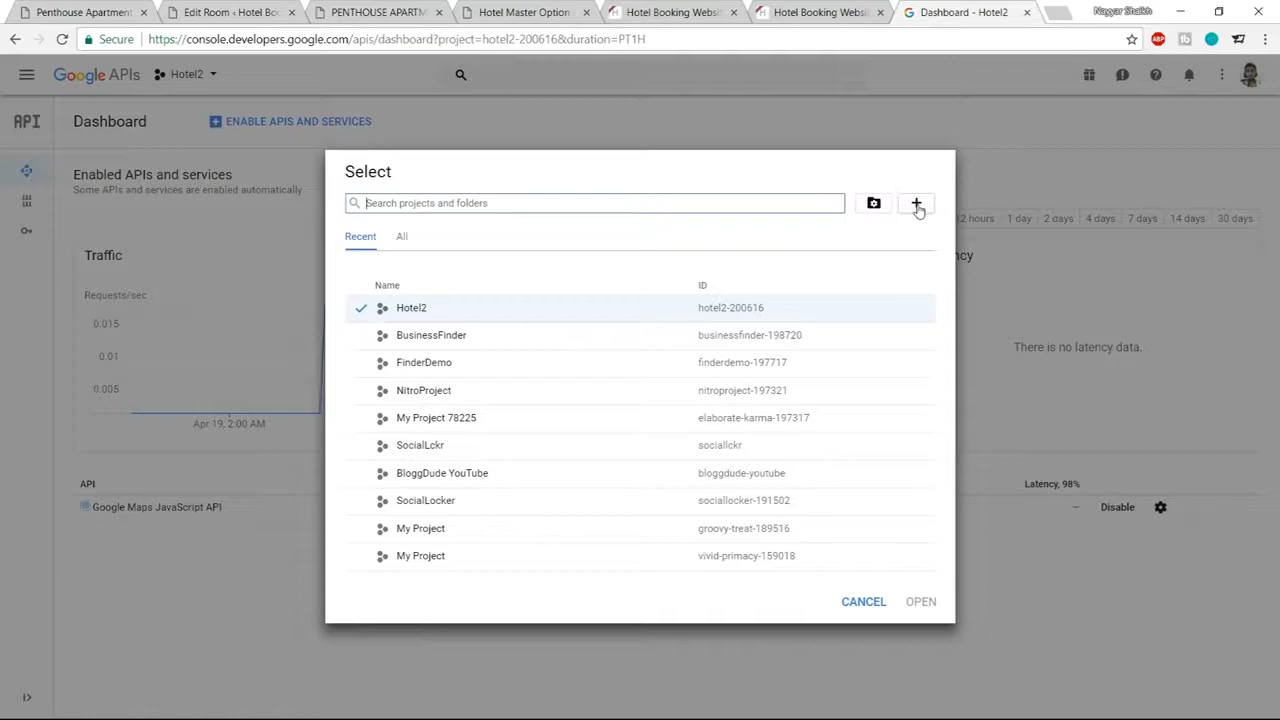 Penthouse Apartment
Edit Room ‹ Hotel Bo
PENTHOUSE APARTM
Hotel Master Option
Hotel Booking Websit
Hotel Booking Websit
Dashboard - Hotel2
Nayyar Shaikh
Secure
https://console.developers.google.com/apis/dashboard?project=hotel2-200616&duration=PT1H
ABP
Google APIs
Hotel2
API
Dashboard
ENABLE APIS AND SERVICES
Enabled APIs and services
Some APIs and services are enabled automatically
2 hours 1 day 2 days 4 days 7 days 14 days 30 days
Traffic
Requests/sec
0.015
0.01
0.005
Apr 19, 2:00 AM
ncy
There is no latency data.
API
Latency, 98%
Google Maps JavaScript API
–
Disable
Select
Search projects and folders
Recent All
Name ID
Hotel2 hotel2-200616
BusinessFinder businessfinder-198720
FinderDemo finderdemo-197717
NitroProject nitroproject-197321
My Project 78225 elaborate-karma-197317
SocialLckr sociallckr
BloggDude YouTube bloggdude-youtube
SocialLocker sociallocker-191502
My Project groovy-treat-189516
My Project vivid-primacy-159018
CANCEL OPEN